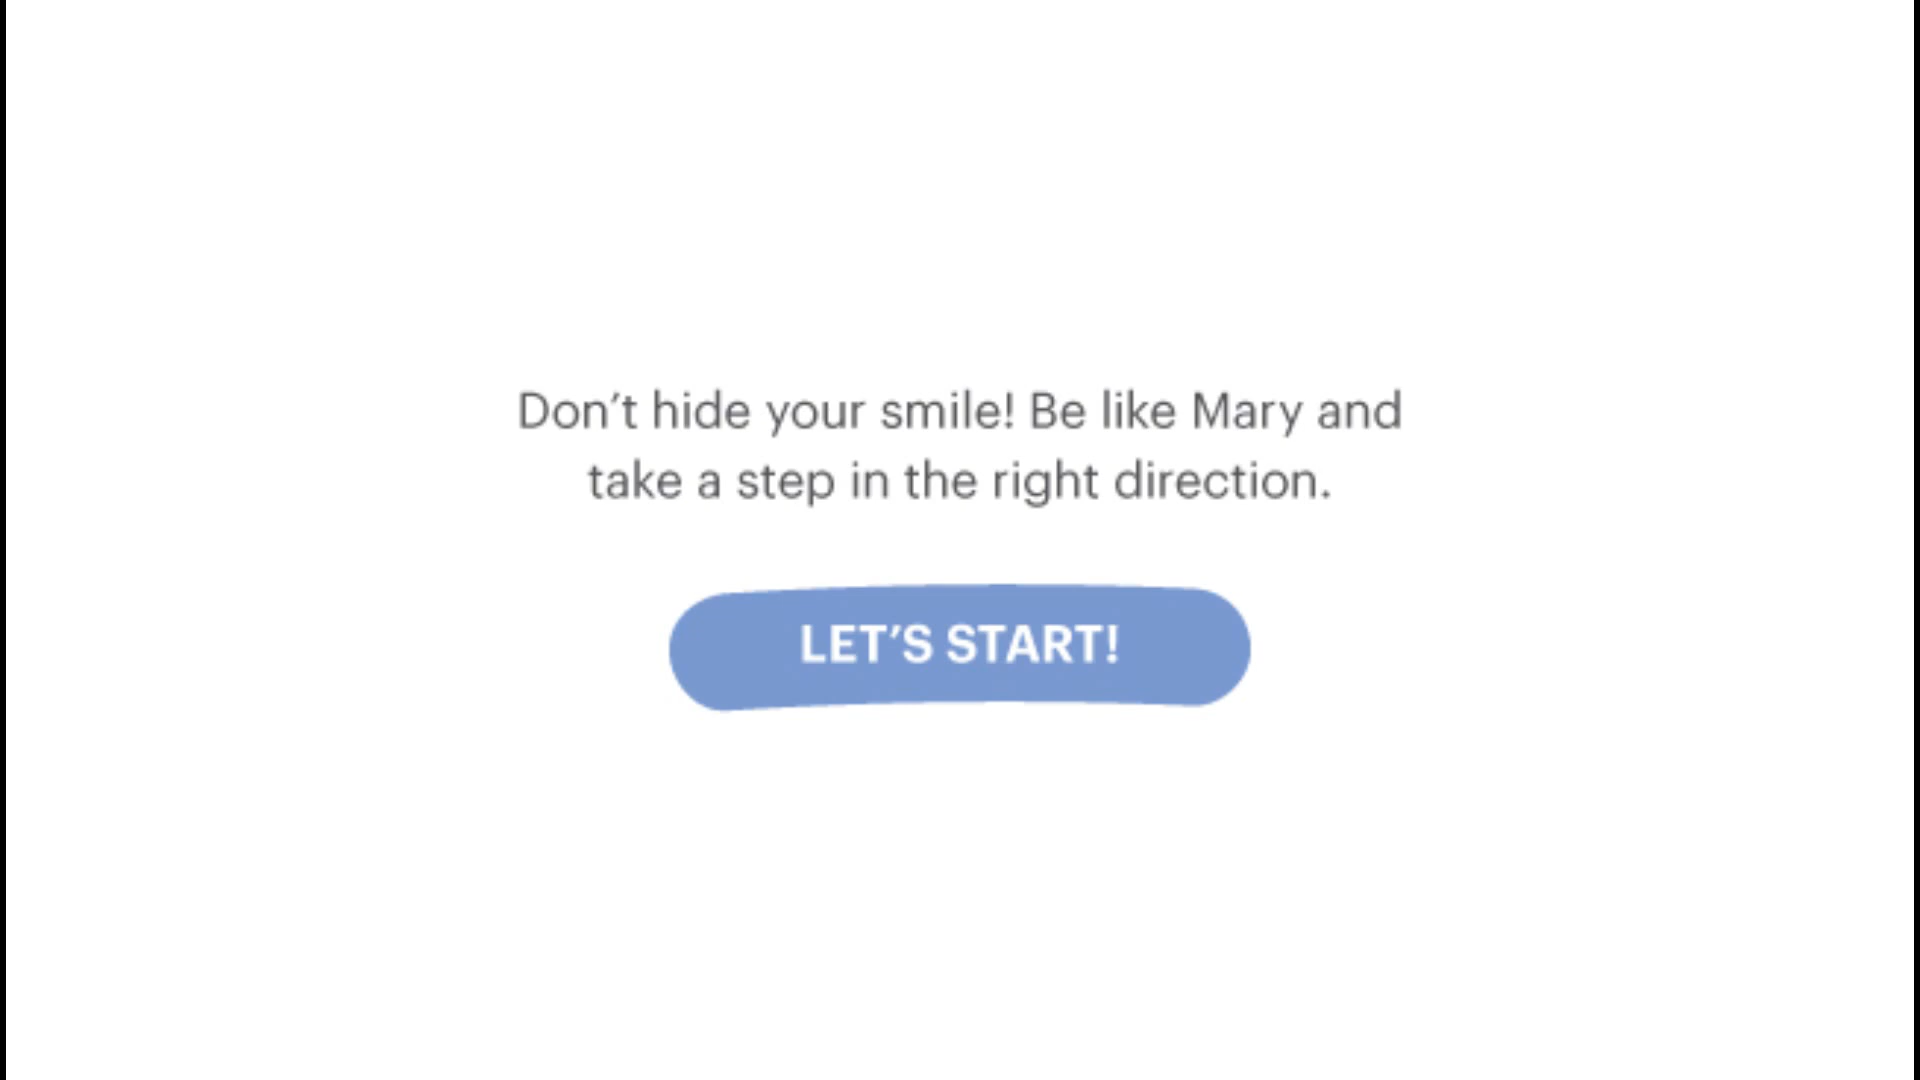 Don’t hide your smile! Be like Mary and
take a step in the right direction.
LET’S START!